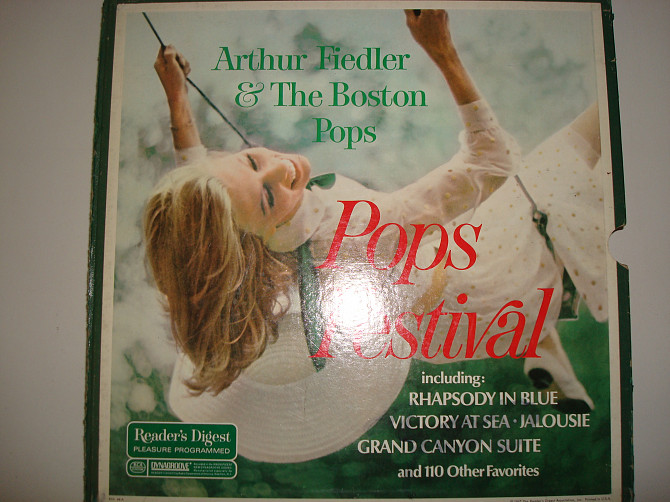 Arthur Fiedler
& The Boston
Pops
Pops
Festival
including:
RHAPSODY IN BLUE
VICTORY AT SEA · JALOUSIE
GRAND CANYON SUITE
and 110 Other Favorites
Reader's Digest
PLEASURE PROGRAMMED
RCA
DYNAGROOVE